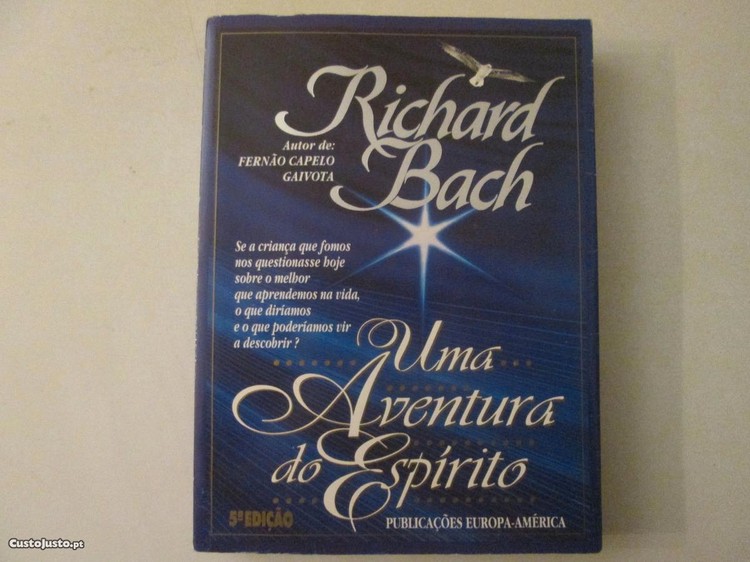 Richard
Bach
Autor de:
FERNÃO CAPELO
GAIVOTA
Se a criança que fomos
nos questionasse hoje
sobre o melhor
que aprendemos na vida,
o que diríamos
e o que poderíamos vir
a descobrir?
Uma
Aventura
do Espírito
5ª EDIÇÃO
PUBLICAÇÕES EUROPA-AMÉRICA
CustoJusto.pt